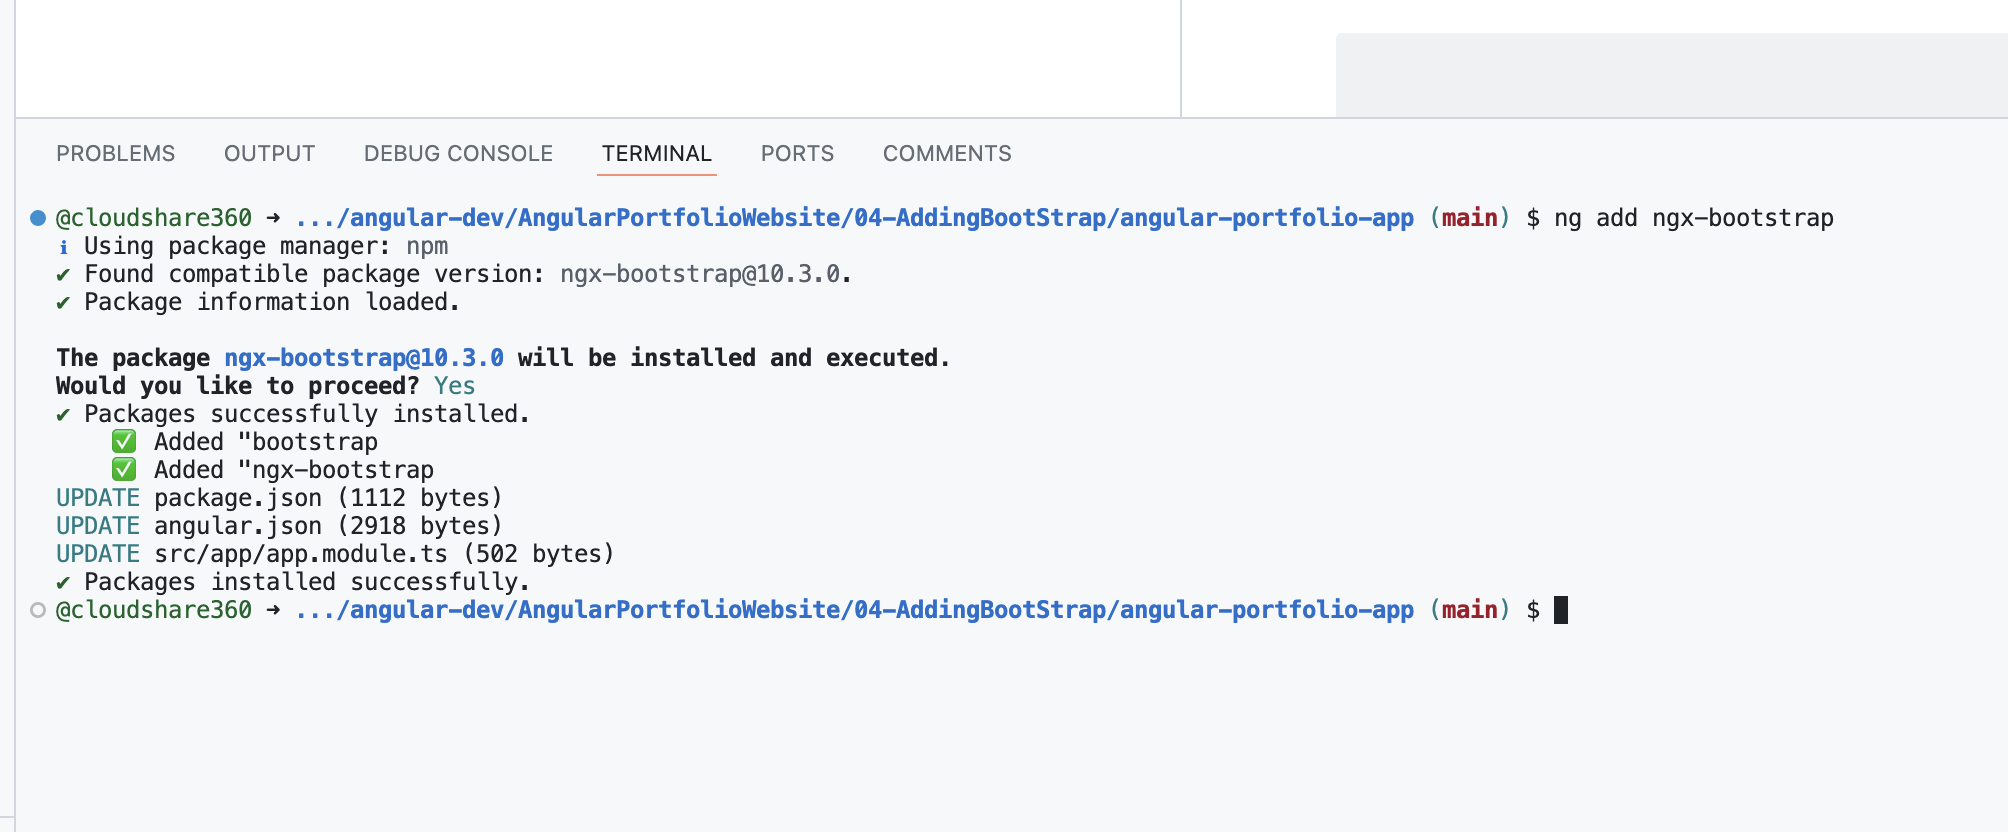 PROBLEMS OUTPUT DEBUG CONSOLE TERMINAL PORTS COMMENTS
@cloudshare360 ➜ .../angular-dev/AngularPortfolioWebsite/04-AddingBootStrap/angular-portfolio-app (main) $ ng add ngx-bootstrap
ℹ Using package manager: npm
✔ Found compatible package version: ngx-bootstrap@10.3.0.
✔ Package information loaded.
The package ngx-bootstrap@10.3.0 will be installed and executed.
Would you like to proceed? Yes
✔ Packages successfully installed.
✅ Added "bootstrap
✅ Added "ngx-bootstrap
UPDATE package.json (1112 bytes)
UPDATE angular.json (2918 bytes)
UPDATE src/app/app.module.ts (502 bytes)
✔ Packages installed successfully.
@cloudshare360 ➜ .../angular-dev/AngularPortfolioWebsite/04-AddingBootStrap/angular-portfolio-app (main) $